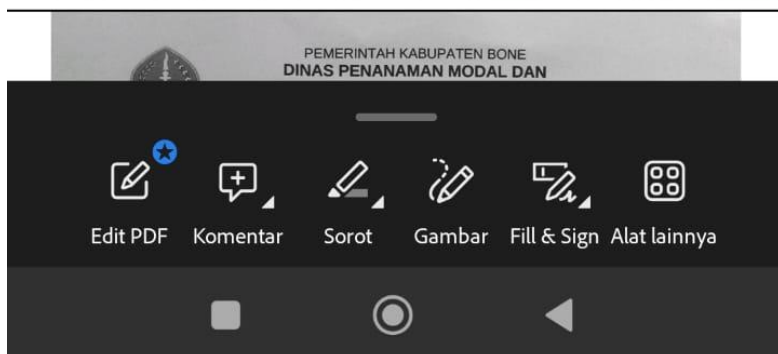 PEMERINTAH KABUPATEN BONE
DINAS PENANAMAN MODAL DAN
Edit PDF Komentar Sorot Gambar Fill & Sign Alat lainnya